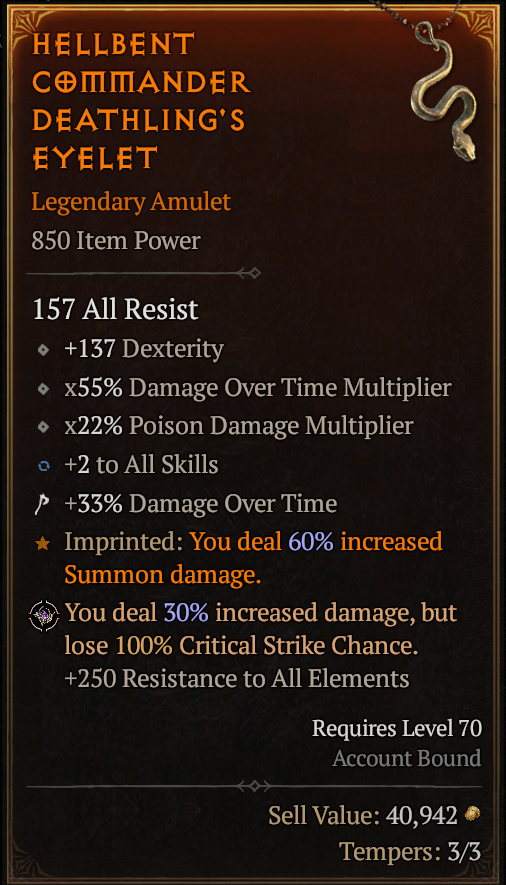 HELLBENT
COMMANDER
DEATHLING'S
EYELET
Legendary Amulet
850 Item Power
157 All Resist
+137 Dexterity
x55% Damage Over Time Multiplier
x22% Poison Damage Multiplier
+2 to All Skills
+33% Damage Over Time
Imprinted: You deal 60% increased
Summon damage.
You deal 30% increased damage, but
lose 100% Critical Strike Chance.
+250 Resistance to All Elements
Requires Level 70
Account Bound
Sell Value: 40,942
Tempers: 3/3